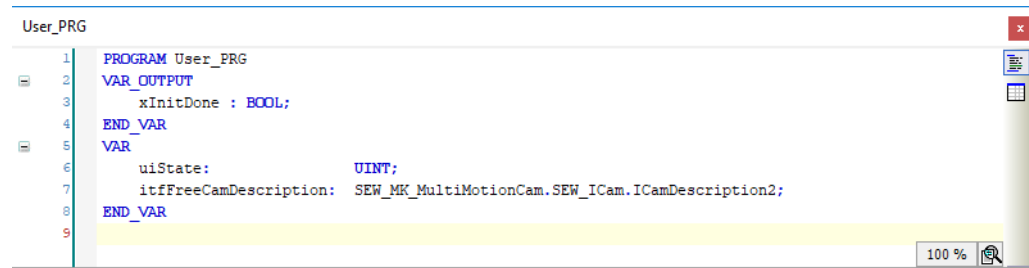 User_PRG
x
1 PROGRAM User_PRG
2 VAR_OUTPUT
3 xInitDone : BOOL;
4 END_VAR
5 VAR
6 uiState: UINT;
7 itfFreeCamDescription: SEW_MK_MultiMotionCam.SEW_ICam.ICamDescription2;
8 END_VAR
9
100 %